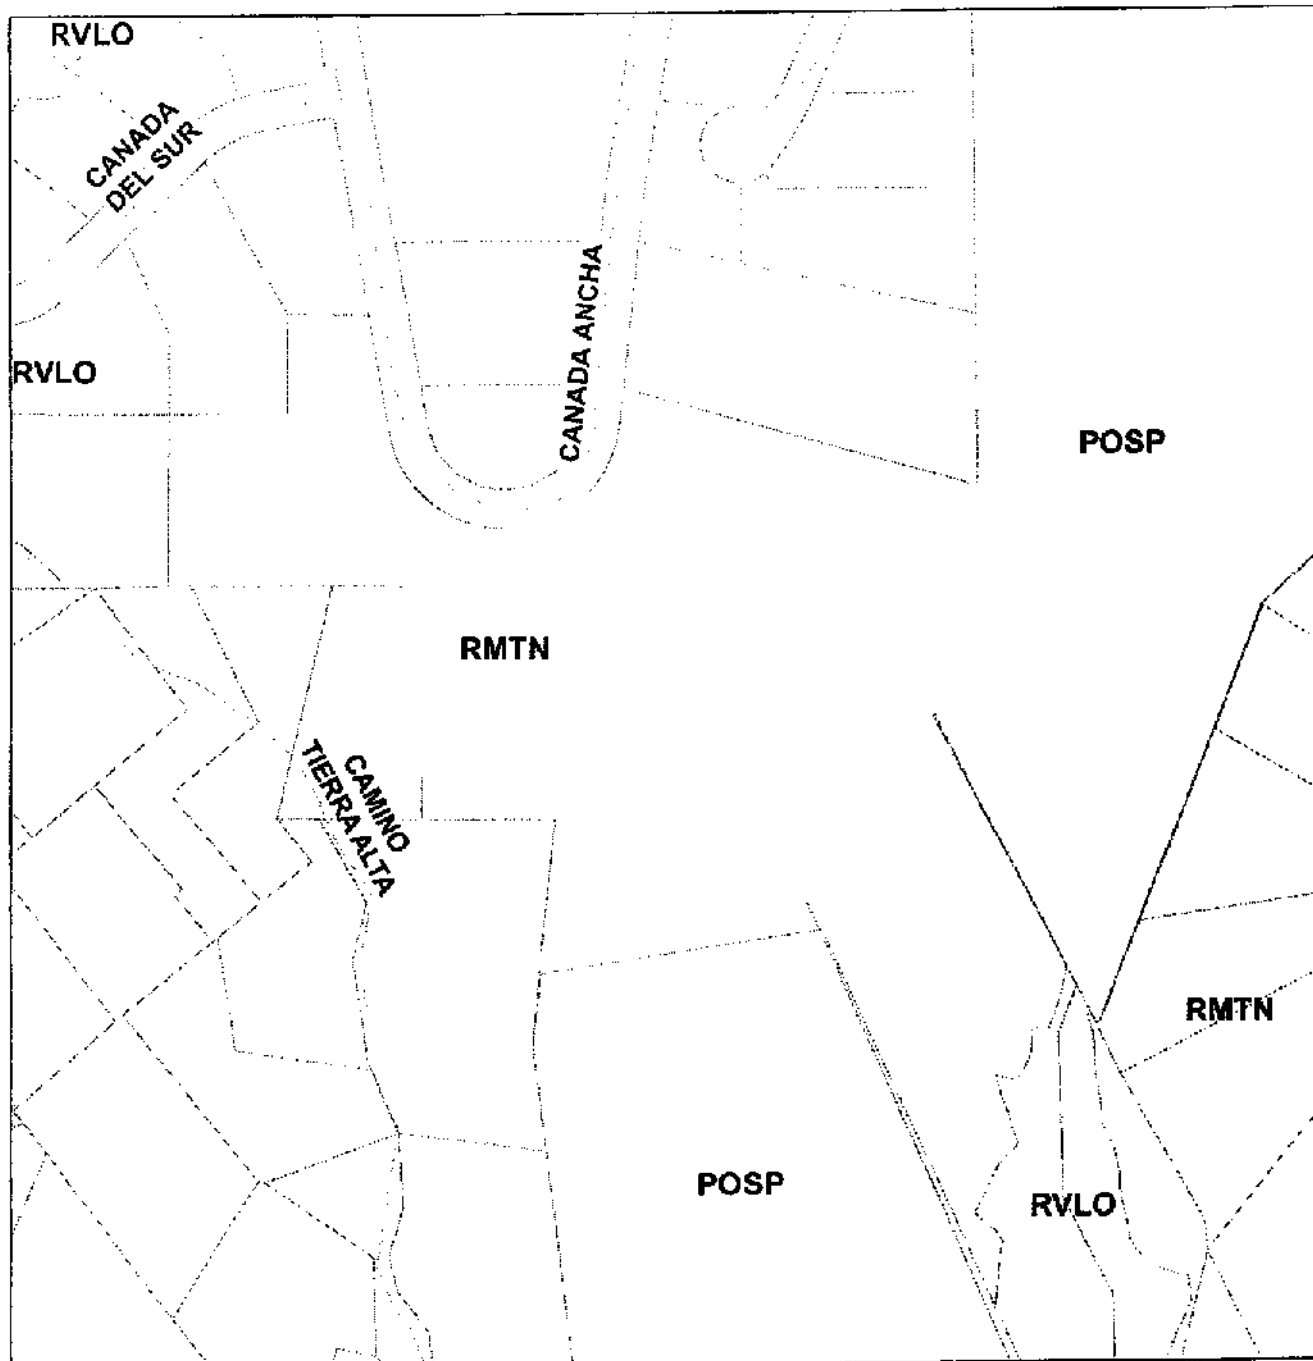 RVLO
CANADA
DEL SUR
CANADA ANCHA
RVLO
POSP
RMTN
CAMINO
TIERRA ALTA
RMTN
POSP
RVLO